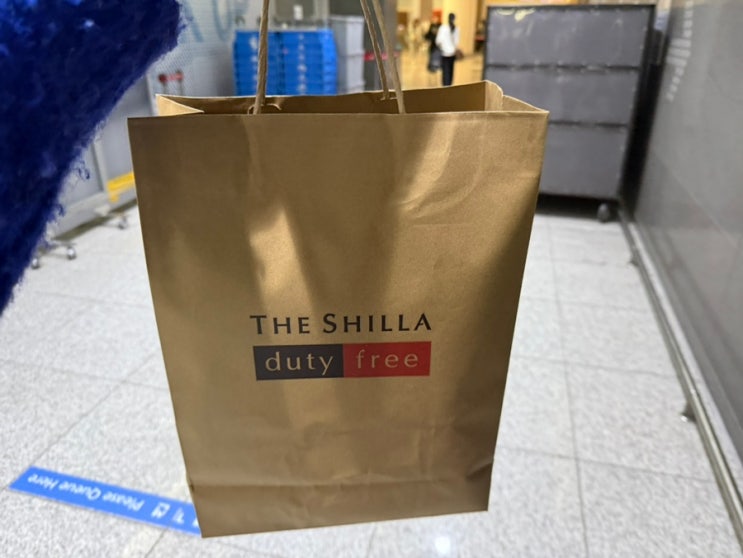 THE SHILLA
duty free
Please Queue Here